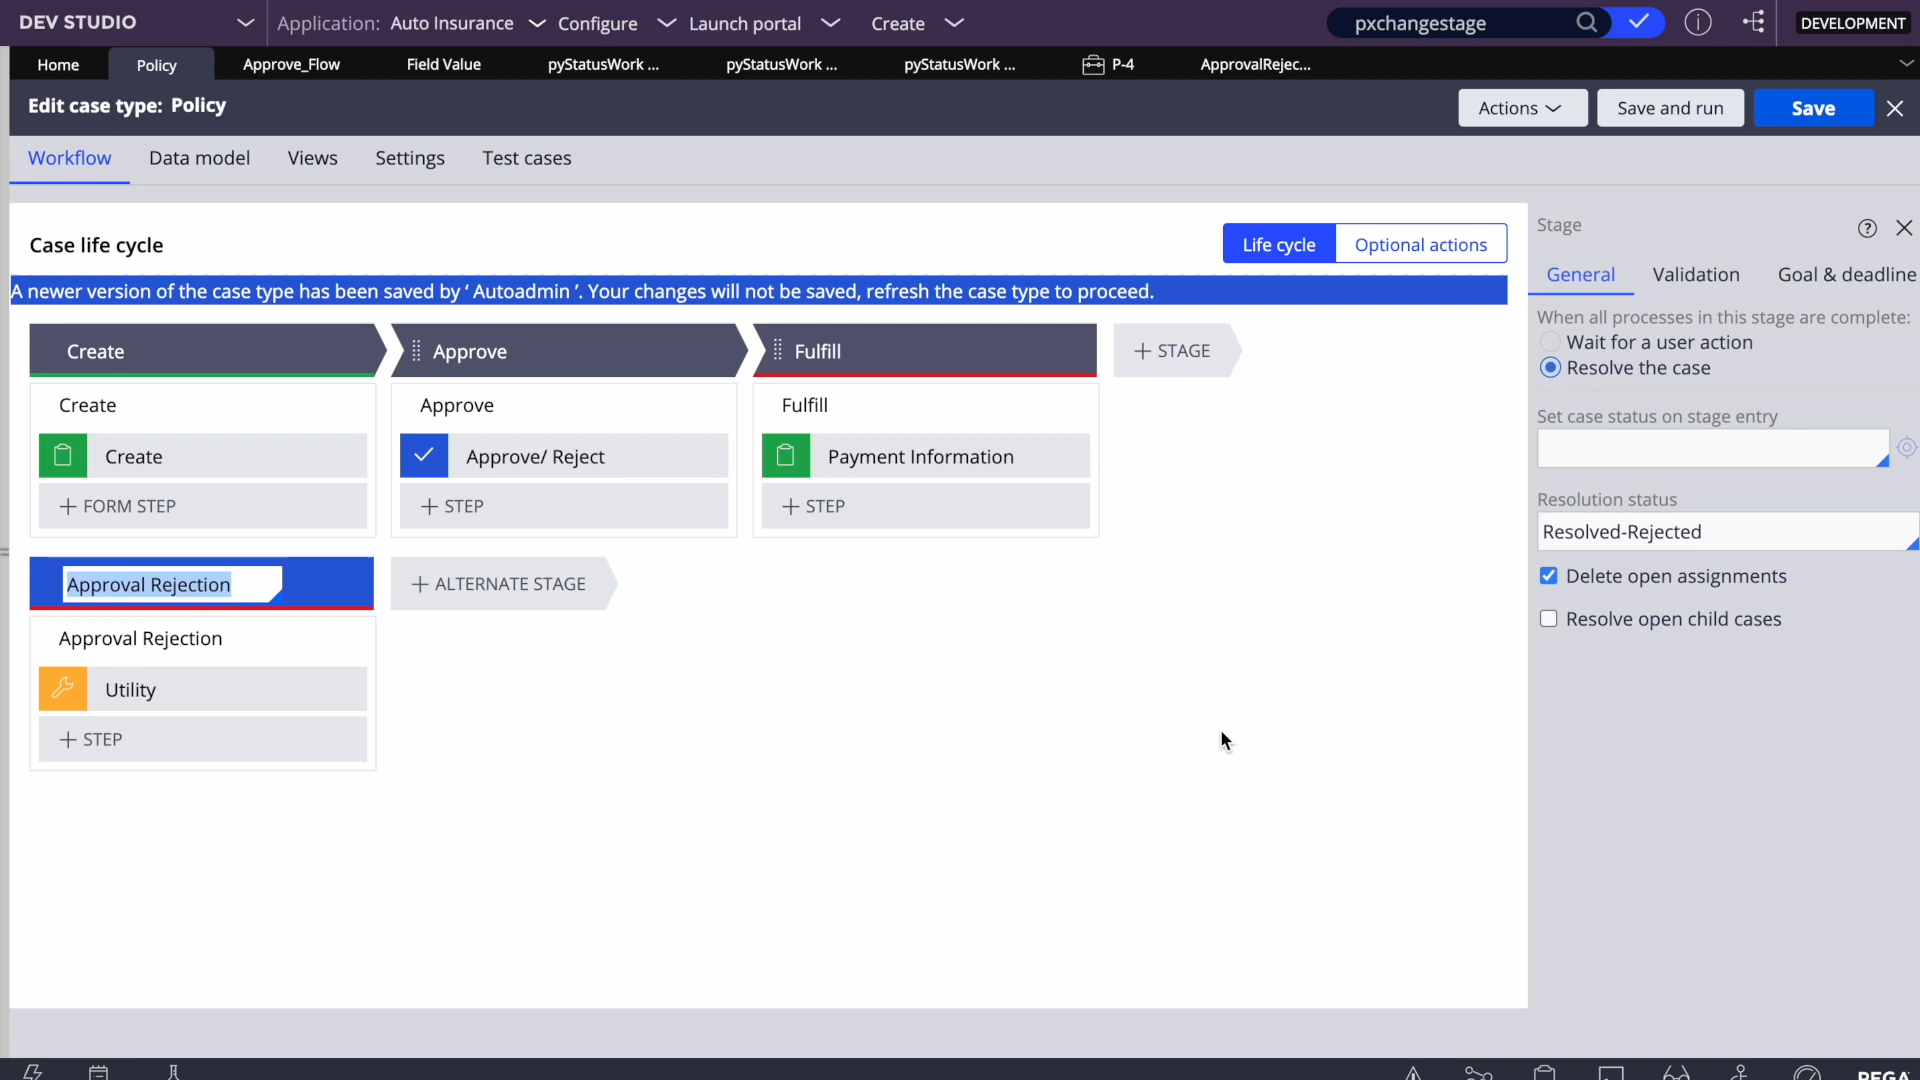 DEV STUDIO
Application: Auto Insurance
Configure
Launch portal
Create
pxchangestage
DEVELOPMENT
Home
Policy
Approve_Flow
Field Value
pyStatusWork ...
pyStatusWork ...
pyStatusWork ...
P-4
ApprovalRejec...
Edit case type: Policy
Actions
Save and run
Save
Workflow
Data model
Views
Settings
Test cases
Case life cycle
Life cycle
Optional actions
A newer version of the case type has been saved by ‘ Autoadmin ’. Your changes will not be saved, refresh the case type to proceed.
Create
Approve
Fulfill
+ STAGE
Create
Create
+ FORM STEP
Approve
Approve/ Reject
+ STEP
Fulfill
Payment Information
+ STEP
Approval Rejection
+ ALTERNATE STAGE
Approval Rejection
Utility
+ STEP
Stage
General
Validation
Goal & deadline
When all processes in this stage are complete:
Wait for a user action
Resolve the case
Set case status on stage entry
Resolution status
Resolved-Rejected
Delete open assignments
Resolve open child cases
PEGA